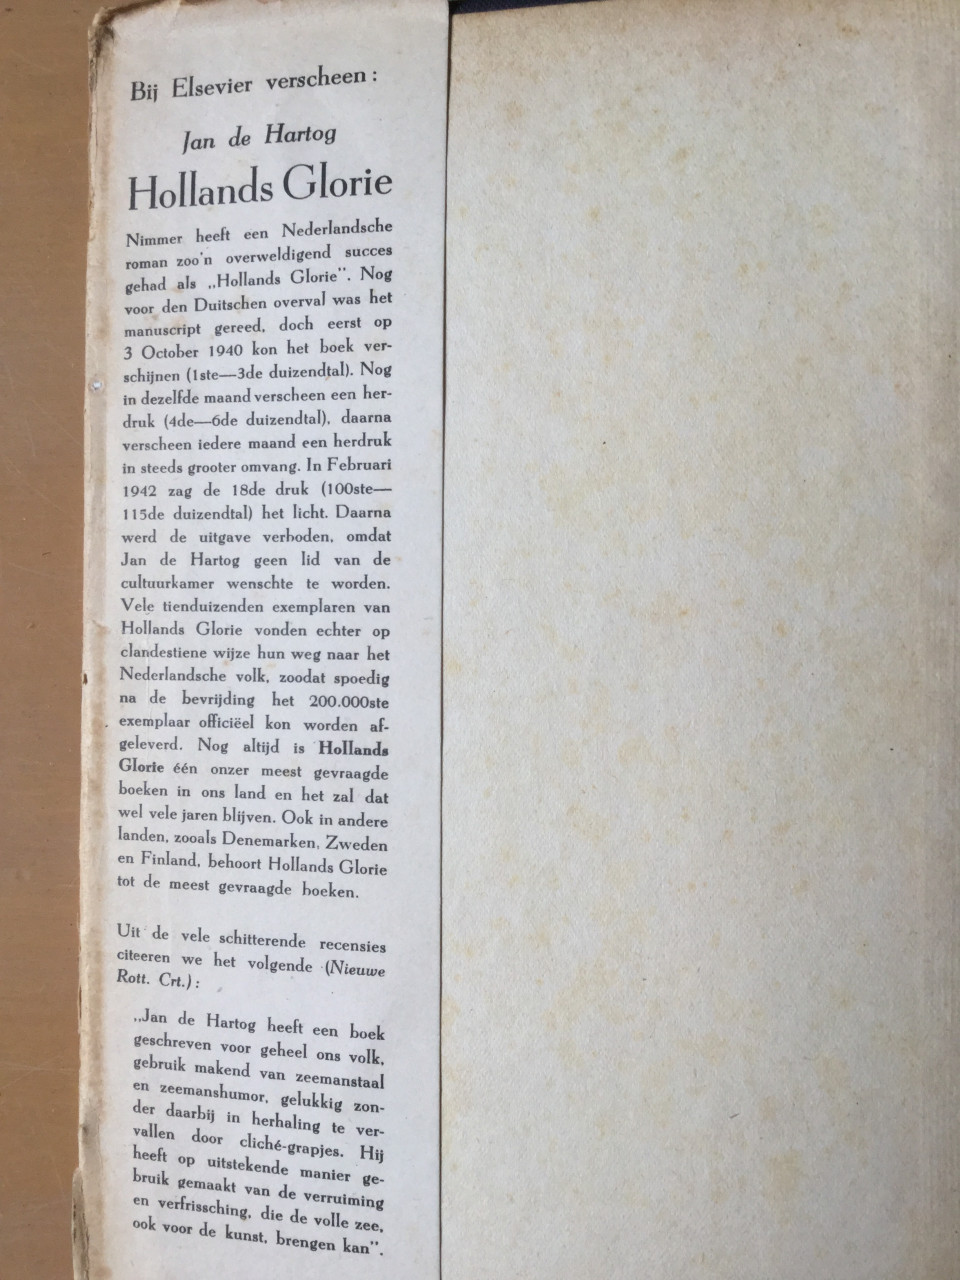 Bij Elsevier verscheen:
Jan de Hartog
Hollands Glorie
Nimmer heeft een Nederlandsche
roman zoo'n overweldigend succes
gehad als „Hollands Glorie”. Nog
voor den Duitschen overval was het
manuscript gereed, doch eerst op
3 October 1940 kon het boek ver-
schijnen (1ste—3de duizendtal). Nog
in dezelfde maand verscheen een her-
druk (4de—6de duizendtal), daarna
verscheen iedere maand een herdruk
in steeds grooter omvang. In Februari
1942 zag de 18de druk (100ste—
115de duizendtal) het licht. Daarna
werd de uitgave verboden, omdat
Jan de Hartog geen lid van de
cultuurkamer wenschte te worden.
Vele tienduizenden exemplaren van
Hollands Glorie vonden echter op
clandestiene wijze hun weg naar het
Nederlandsche volk, zoodat spoedig
na de bevrijding het 200.000ste
exemplaar officiëel kon worden af-
geleverd. Nog altijd is Hollands
Glorie één onzer meest gevraagde
boeken in ons land en het zal dat
wel vele jaren blijven. Ook in andere
landen, zooals Denemarken, Zweden
en Finland, behoort Hollands Glorie
tot de meest gevraagde boeken.
Uit de vele schitterende recensies
citeeren we het volgende (Nieuwe
Rott. Crt.):
„Jan de Hartog heeft een boek
geschreven voor geheel ons volk,
gebruik makend van zeemanstaal
en zeemanshumor, gelukkig zon-
der daarbij in herhaling te ver-
vallen door cliché-grapjes. Hij
heeft op uitstekende manier ge-
bruik gemaakt van de verruiming
en verfrissching, die de volle zee,
ook voor de kunst, brengen kan”.